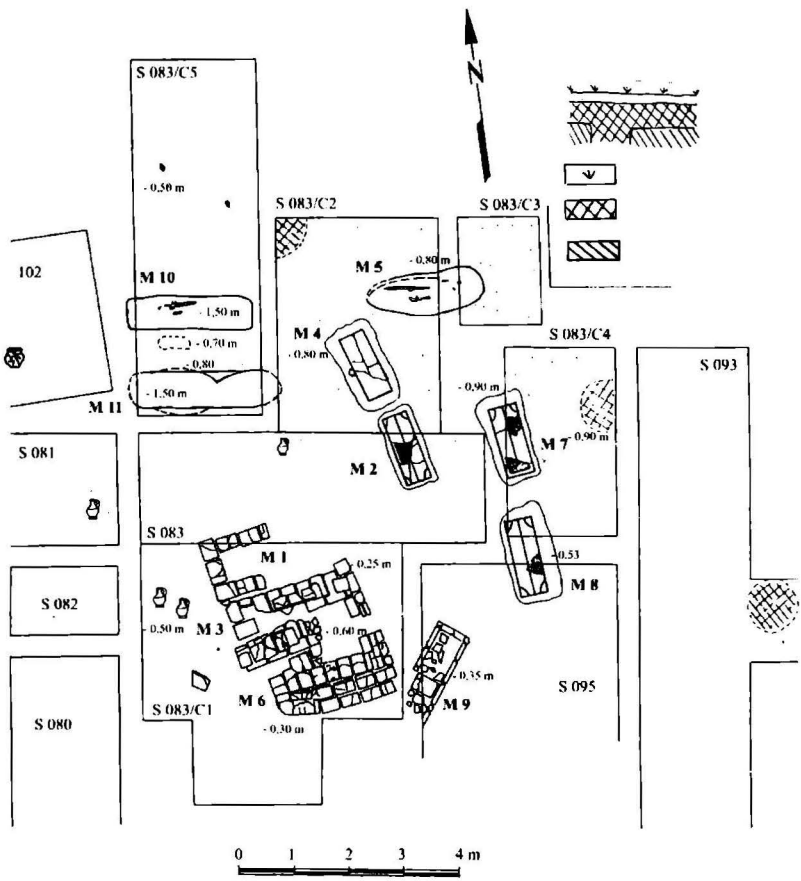 S 083/C5
N
- 0,50 m
S 083/C2
S 083/C3
102
M 10
M 5
- 0,80 m
- 1,50 m
M 4
- 0,70 m
- 0,80 m
S 083/C4
- 0,80
S 093
- 0,90 m
- 1,50 m
M 11
S 081
M 2
M 7
- 0,90 m
S 083
M 1
- 0,53
- 0,25 m
M 8
S 082
- 0,50 m
M 3
- 0,60 m
- 0,35 m
M 6
S 095
S 083/C1
M 9
S 080
- 0,30 m
0 1 2 3 4 m